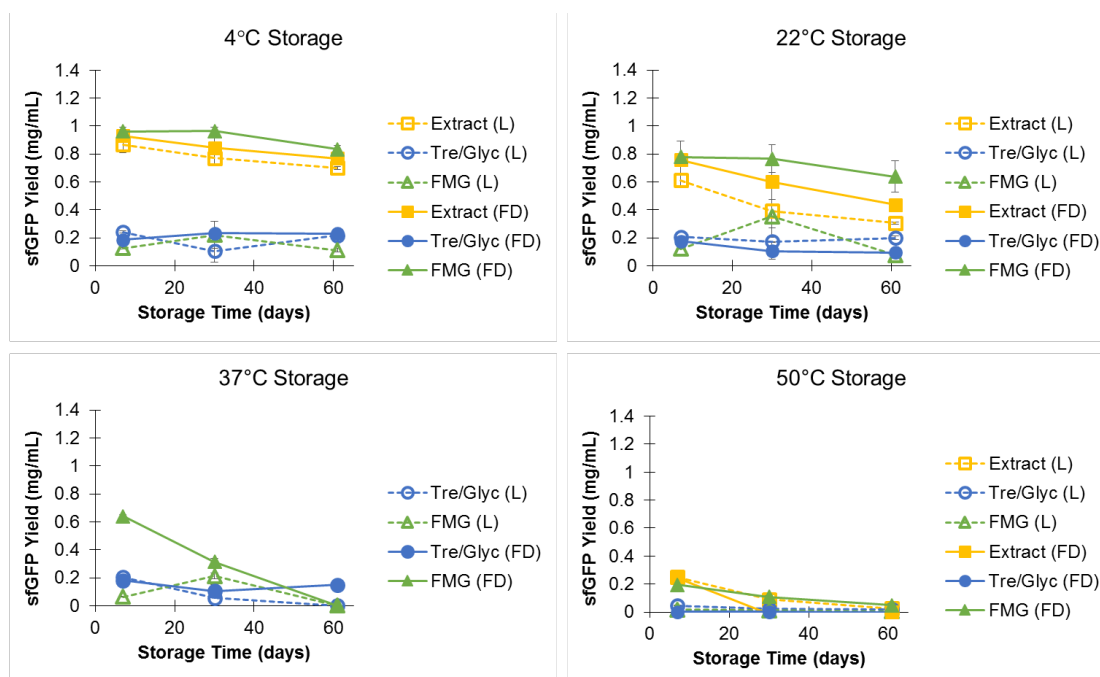 4°C Storage
sfGFP Yield (mg/mL)
1.4
1.2
1
0.8
0.6
0.4
0.2
0
0
20
40
60
Storage Time (days)
Extract (L)
Tre/Glyc (L)
FMG (L)
Extract (FD)
Tre/Glyc (FD)
FMG (FD)
22°C Storage
sfGFP Yield (mg/mL)
1.4
1.2
1
0.8
0.6
0.4
0.2
0
0
20
40
60
Storage Time (days)
Extract (L)
Tre/Glyc (L)
FMG (L)
Extract (FD)
Tre/Glyc (FD)
FMG (FD)
37°C Storage
sfGFP Yield (mg/mL)
1.4
1.2
1
0.8
0.6
0.4
0.2
0
0
20
40
60
Storage Time (days)
Tre/Glyc (L)
FMG (L)
Tre/Glyc (FD)
FMG (FD)
50°C Storage
sfGFP Yield (mg/mL)
1.4
1.2
1
0.8
0.6
0.4
0.2
0
0
20
40
60
Storage Time (days)
Extract (L)
Tre/Glyc (L)
FMG (L)
Extract (FD)
Tre/Glyc (FD)
FMG (FD)